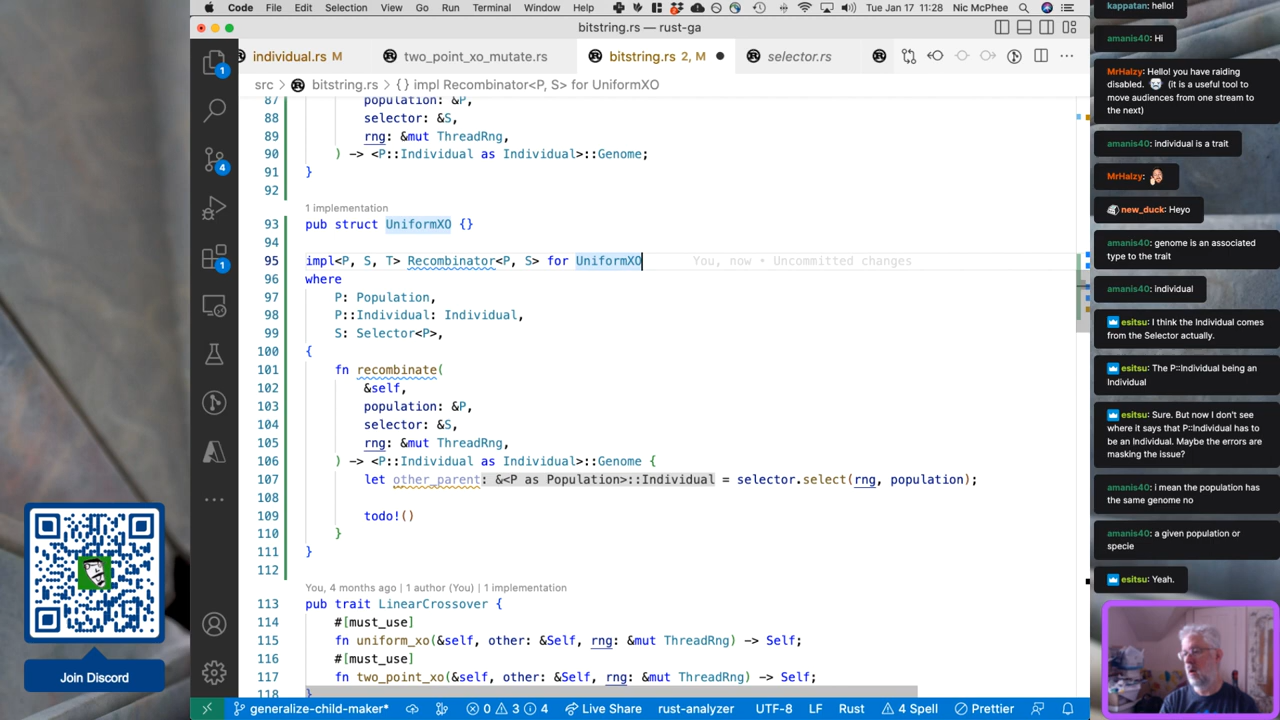 Code File Edit Selection View Go Run Terminal Window Help Tue Jan 17 11:28 Nic McPhee
bitstring.rs — rust-ga
individual.rs M two_point_xo_mutate.rs bitstring.rs 2, M selector.rs
src bitstring.rs {} impl Recombinator<P, S> for UniformXO
1
4
1
87 population: &P,
88 selector: &S,
89 rng: &mut ThreadRng,
90 ) -> <P::Individual as Individual>::Genome;
91 }
92
1 implementation
93 pub struct UniformXO {}
94
95 impl<P, S, T> Recombinator<P, S> for UniformXO You, now • Uncommitted changes
96 where
97 P: Population,
98 P::Individual: Individual,
99 S: Selector<P>,
100 {
101 fn recombinate(
102 &self,
103 population: &P,
104 selector: &S,
105 rng: &mut ThreadRng,
106 ) -> <P::Individual as Individual>::Genome {
107 let other_parent: &<P as Population>::Individual = selector.select(rng, population);
108
109 todo!()
110 }
111 }
112
You, 4 months ago | 1 author (You) | 1 implementation
113 pub trait LinearCrossover {
114 #[must_use]
115 fn uniform_xo(&self, other: &Self, rng: &mut ThreadRng) -> Self;
116 #[must_use]
117 fn two_point_xo(&self, other: &Self, rng: &mut ThreadRng) -> Self;
118 }
generalize-child-maker* 0 3 4 Live Share rust-analyzer UTF-8 LF Rust 4 Spell Prettier
Join Discord
kappatan: hello!
amanis40: Hi
MrHalzy: Hello! you have raiding
disabled. (it is a useful tool to
move audiences from one stream to
the next)
amanis40: individual is a trait
MrHalzy:
new_duck: Heyo
amanis40: genome is an associated
type to the trait
amanis40: individual
esitsu: I think the Individual comes
from the Selector actually.
esitsu: The P::Individual being an
Individual
esitsu: Sure. But now I don't see
where it says that P::Individual has to
be an Individual. Maybe the errors are
masking the issue?
amanis40: i mean the population has
the same genome no
amanis40: a given population or
specie
esitsu: Yeah.